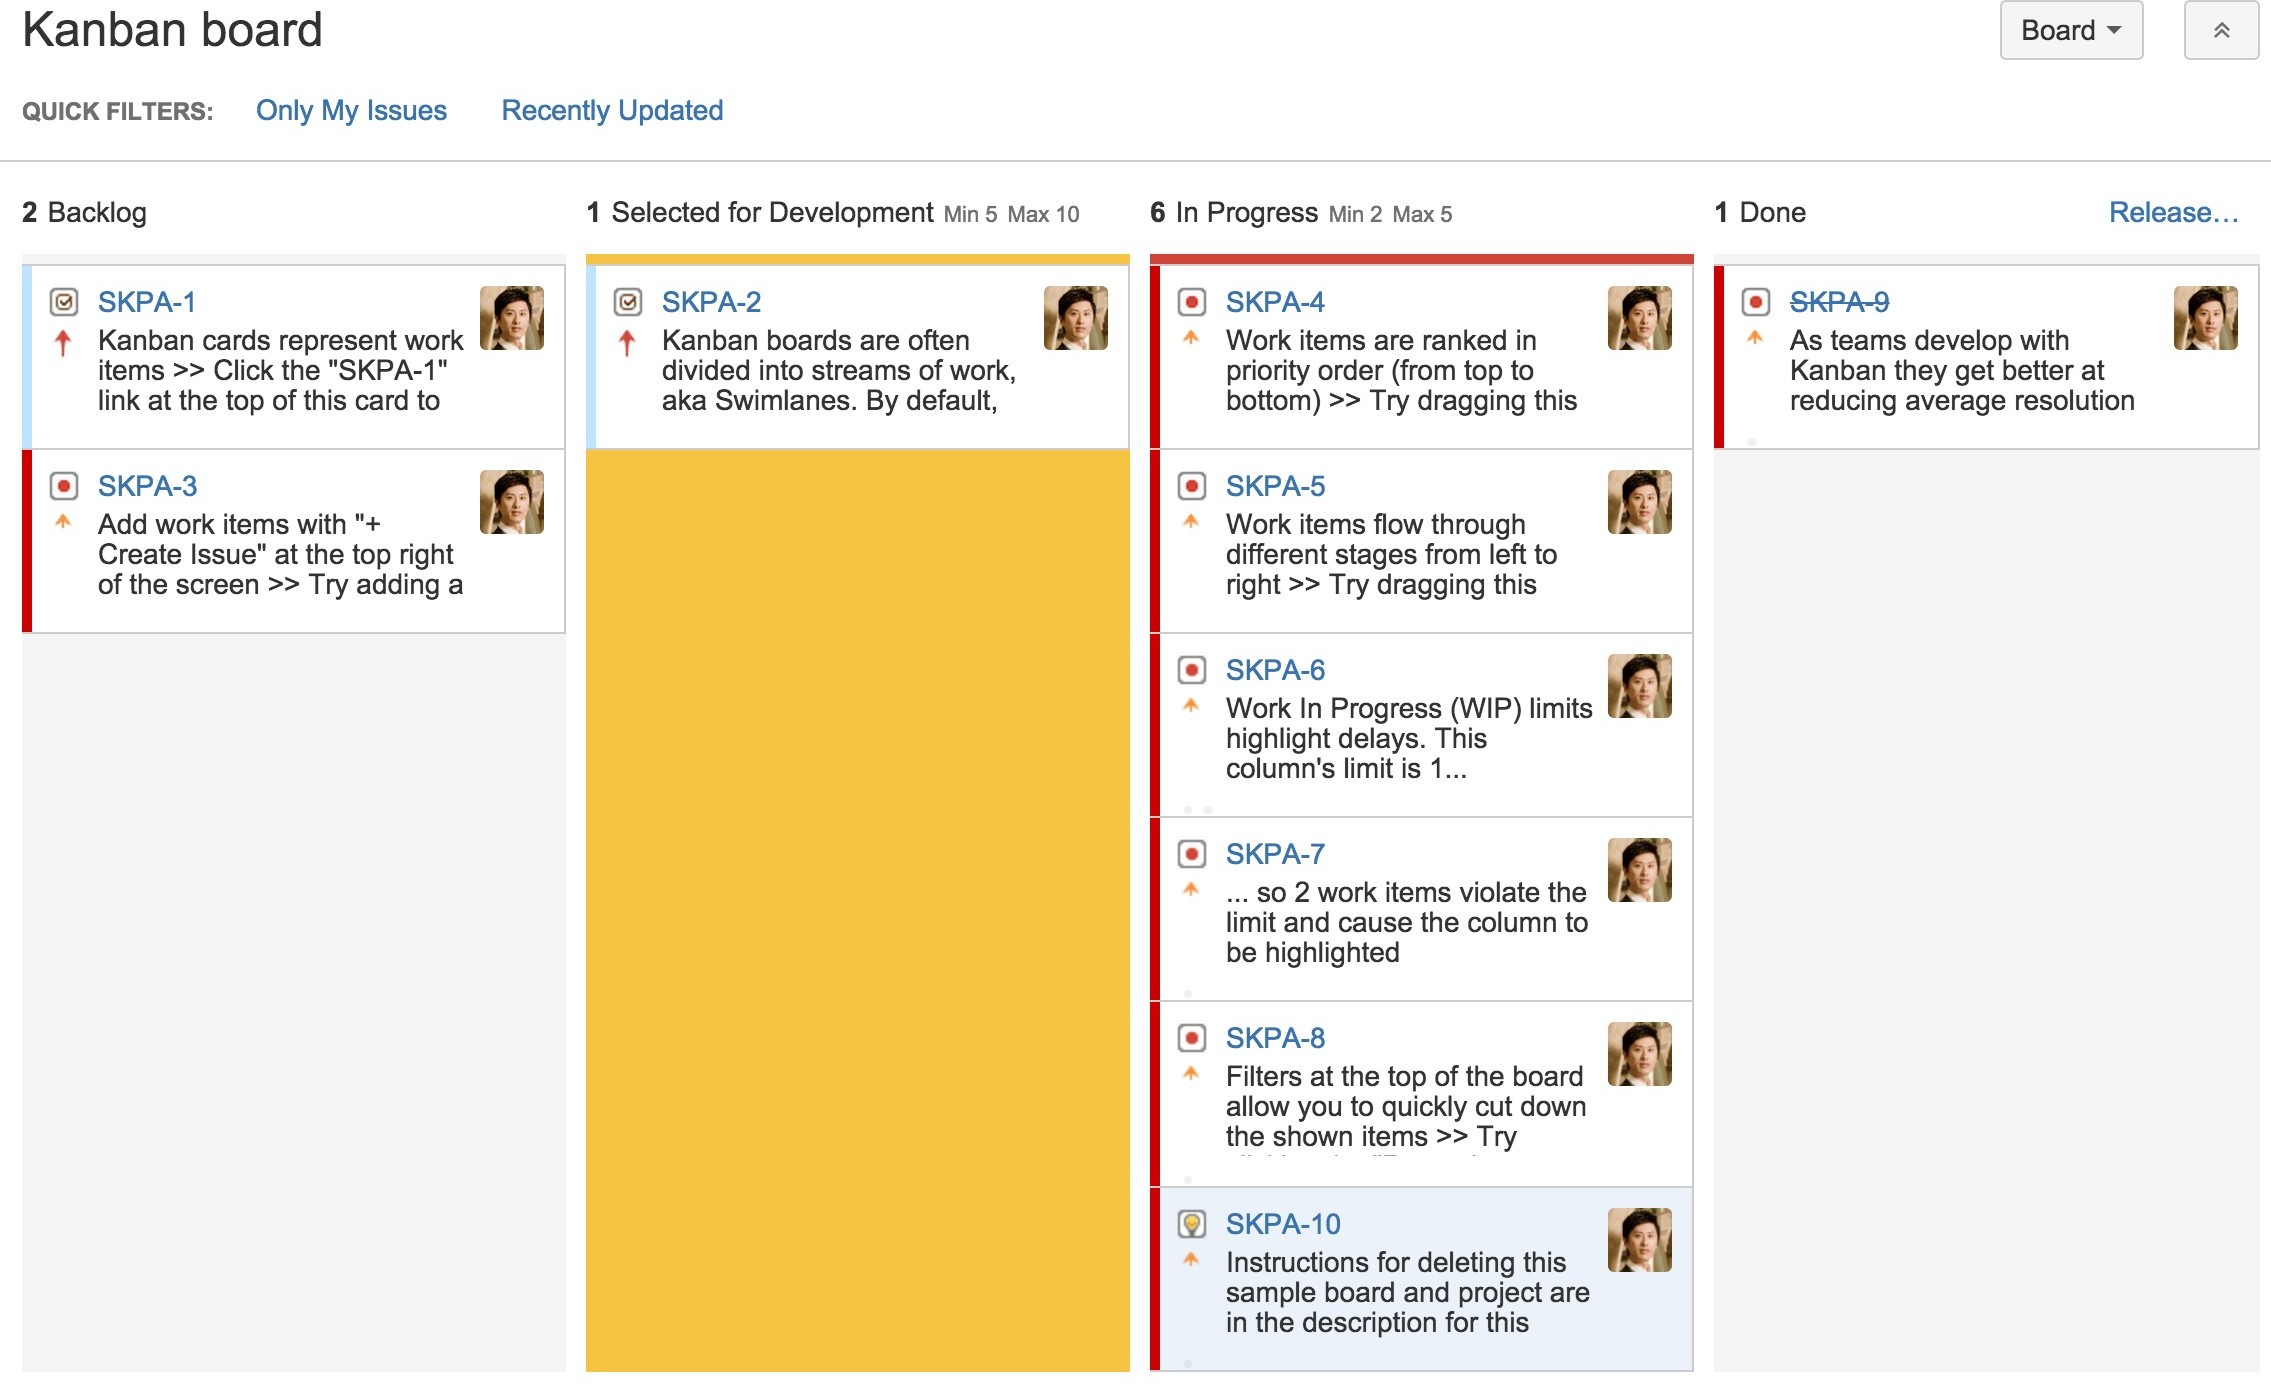 Kanban board
Board
QUICK FILTERS: Only My Issues Recently Updated
2 Backlog
1 Selected for Development Min 5 Max 10
6 In Progress Min 2 Max 5
1 Done
Release...
SKPA-1
Kanban cards represent work
items >> Click the "SKPA-1"
link at the top of this card to
SKPA-3
Add work items with "+
Create Issue" at the top right
of the screen >> Try adding a
SKPA-2
Kanban boards are often
divided into streams of work,
aka Swimlanes. By default,
SKPA-4
Work items are ranked in
priority order (from top to
bottom) >> Try dragging this
SKPA-5
Work items flow through
different stages from left to
right >> Try dragging this
SKPA-6
Work In Progress (WIP) limits
highlight delays. This
column's limit is 1...
SKPA-7
... so 2 work items violate the
limit and cause the column to
be highlighted
SKPA-8
Filters at the top of the board
allow you to quickly cut down
the shown items >> Try
SKPA-10
Instructions for deleting this
sample board and project are
in the description for this
SKPA-9
As teams develop with
Kanban they get better at
reducing average resolution